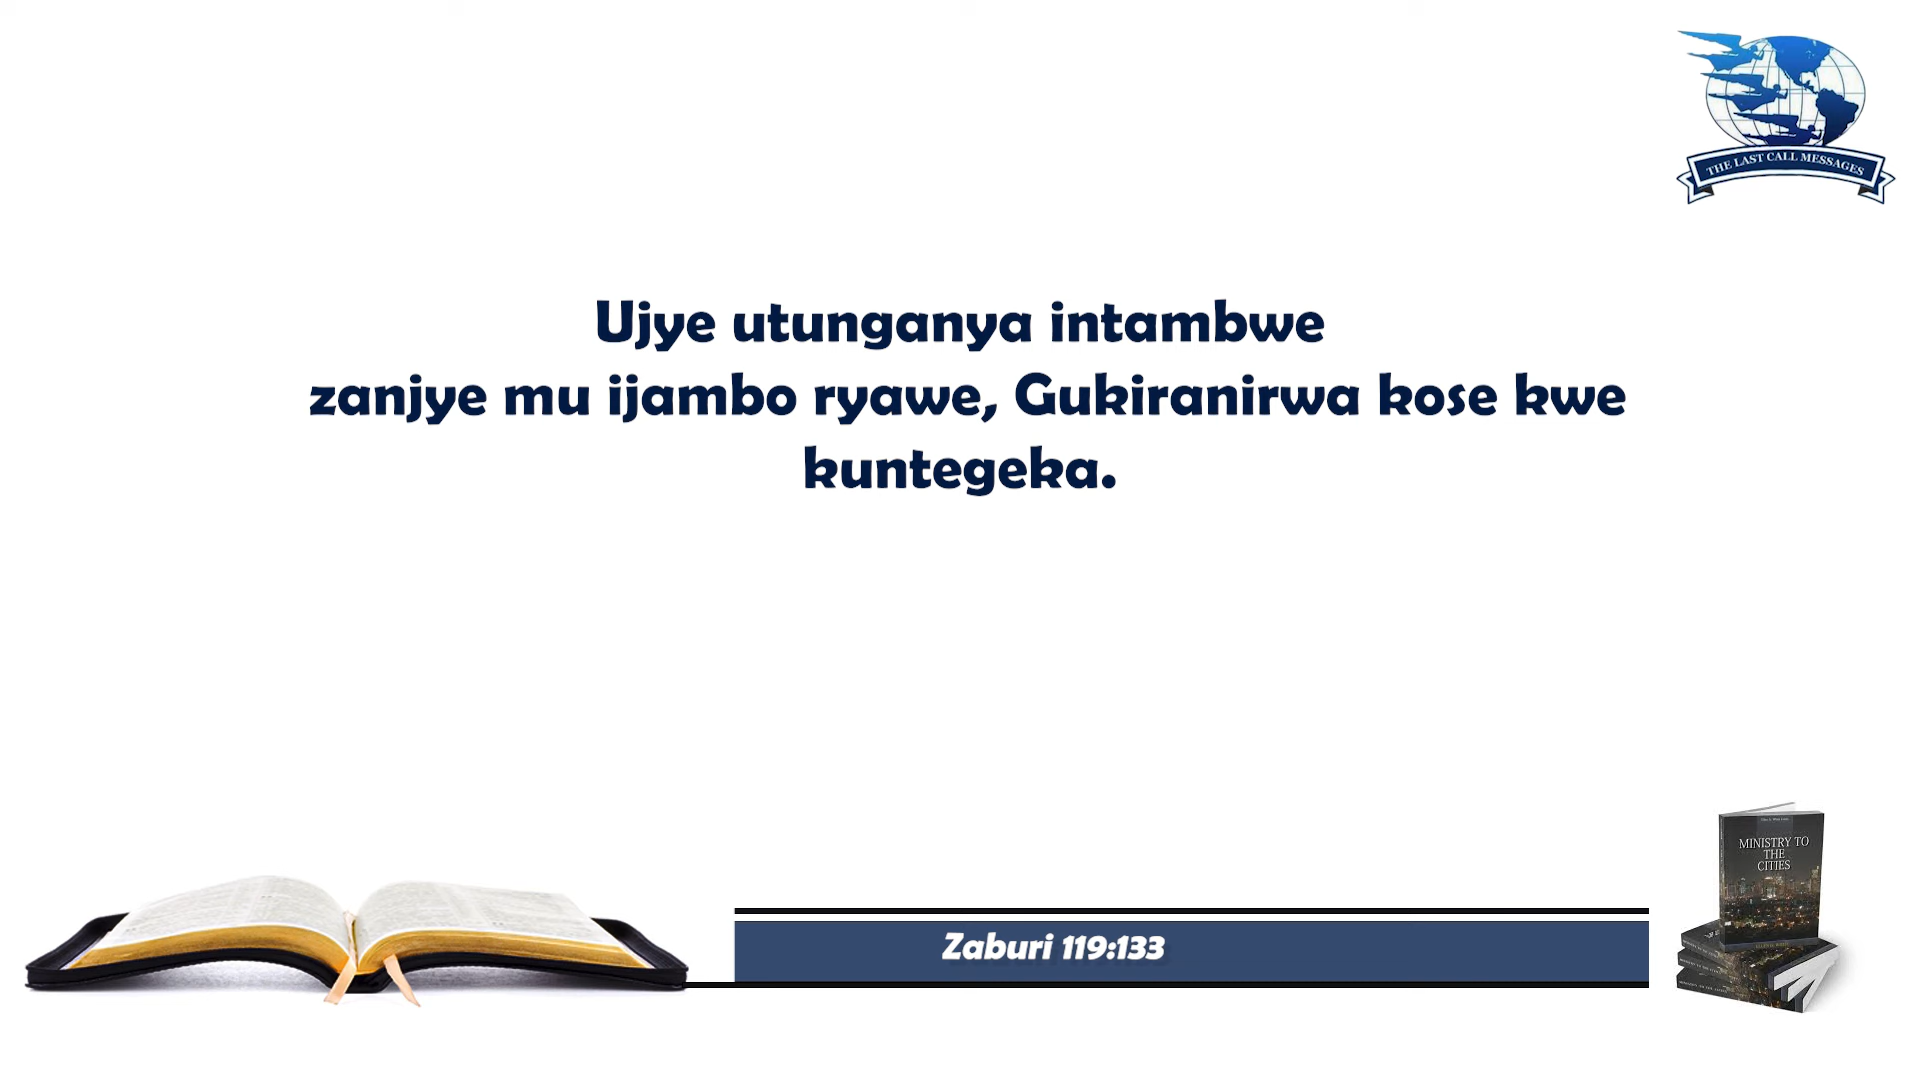 THE LAST CALL MESSAGES
Ujye utunganya intambwe
zanjye mu ijambo ryawe, Gukiranirwa kose kwe
kuntegeka.
MINISTRY TO
THE
CITIES
Zaburi 119:133